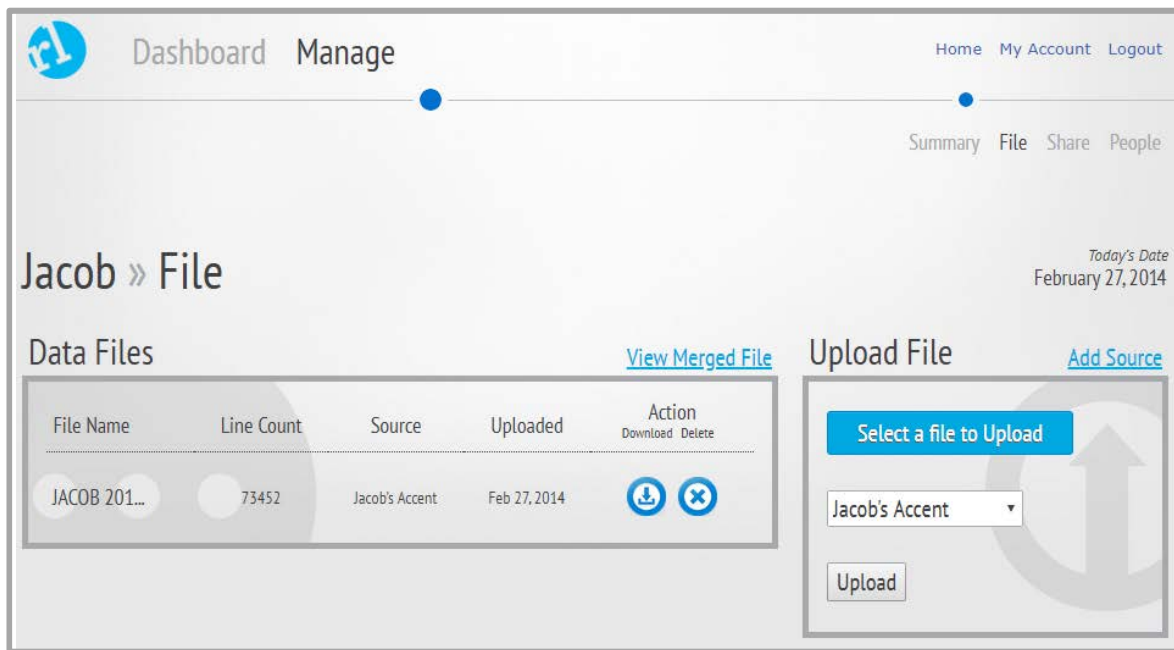 rl
Dashboard Manage
Home My Account Logout
Summary File Share People
Jacob » File
Today's Date
February 27, 2014
Data Files
View Merged File
Upload File
Add Source
File Name Line Count Source Uploaded Action
Download Delete
JACOB 201... 73452 Jacob's Accent Feb 27, 2014
Select a file to Upload
Jacob's Accent
Upload